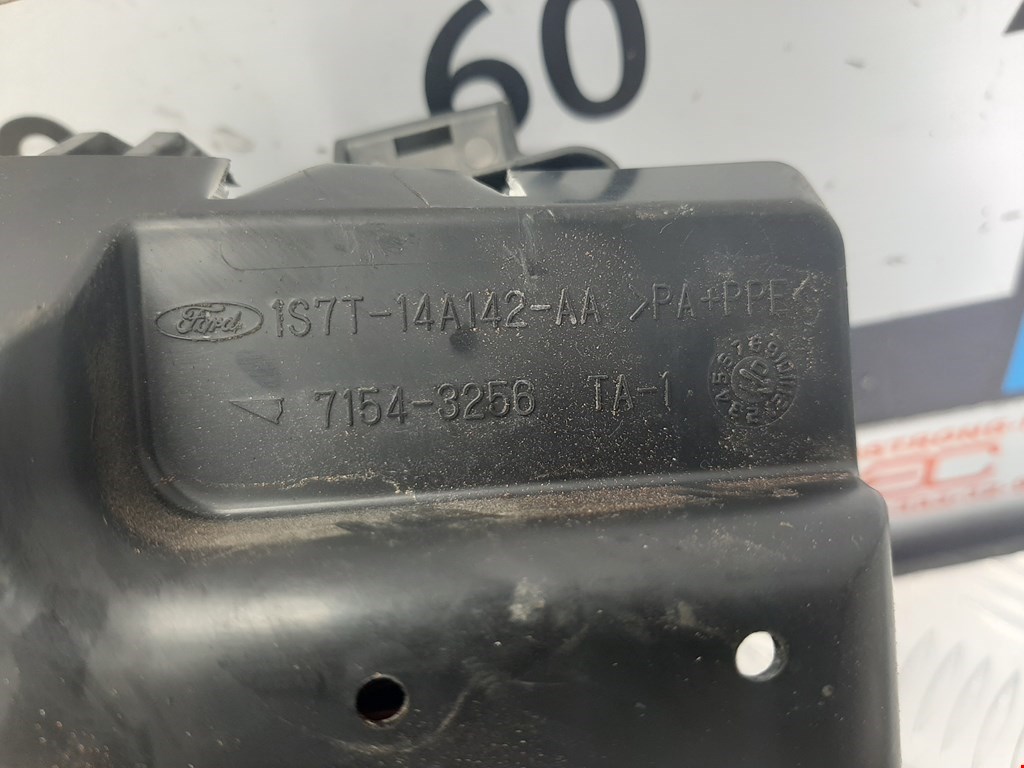 60
Ford 1S7T-14A142-AA >PA+PPE<
7154-3256 TA-1